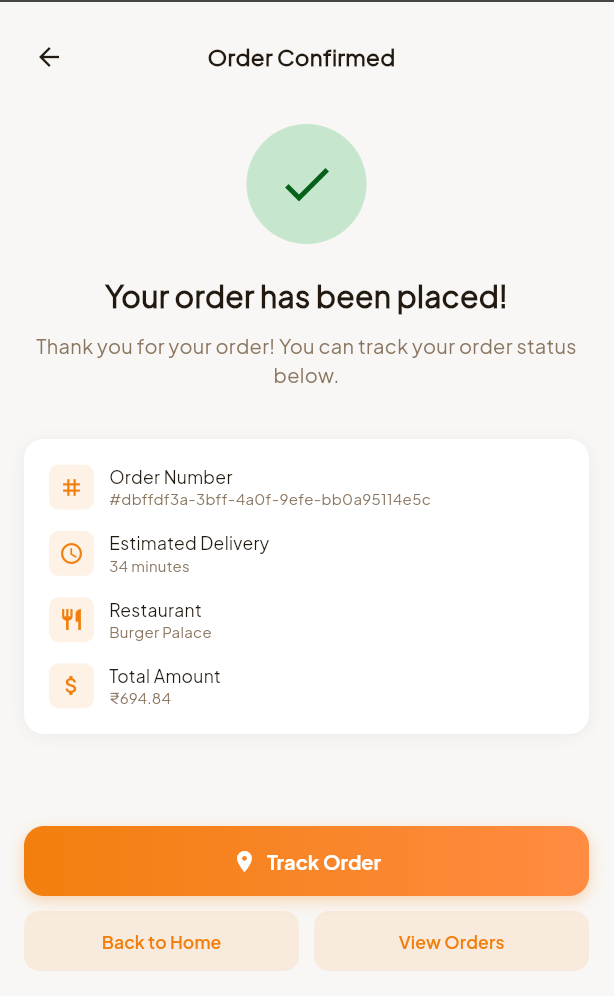 Order Confirmed
Your order has been placed!
Thank you for your order! You can track your order status
below.
Order Number
#dbffdf3a-3bff-4a0f-9efe-bb0a95114e5c
Estimated Delivery
34 minutes
Restaurant
Burger Palace
Total Amount
₹694.84
Track Order
Back to Home
View Orders